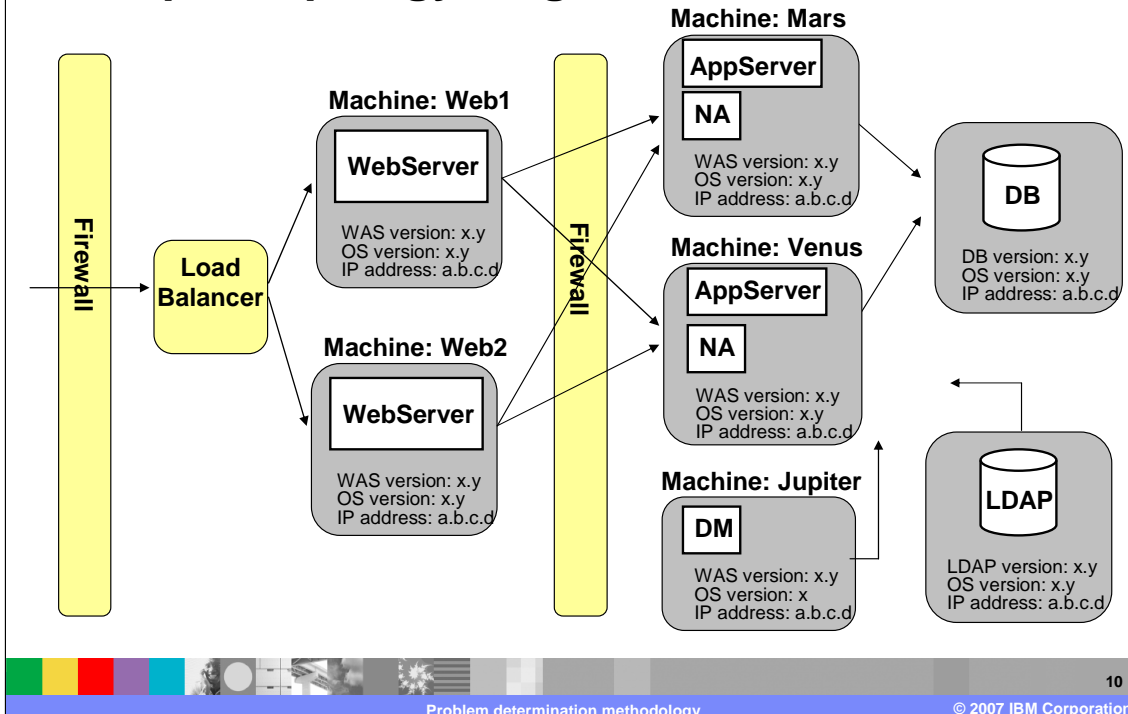 Machine: Mars
AppServer
NA
WAS version: x.y
OS version: x.y
IP address: a.b.c.d
Machine: Web1
WebServer
WAS version: x.y
OS version: x.y
IP address: a.b.c.d
Firewall
Load
Balancer
Firewall
Machine: Venus
AppServer
NA
WAS version: x.y
OS version: x.y
IP address: a.b.c.d
DB
DB version: x.y
OS version: x.y
IP address: a.b.c.d
Machine: Web2
WebServer
WAS version: x.y
OS version: x.y
IP address: a.b.c.d
Machine: Jupiter
DM
WAS version: x.y
OS version: x
IP address: a.b.c.d
LDAP
LDAP version: x.y
OS version: x.y
IP address: a.b.c.d
10
Problem determination methodology
© 2007 IBM Corporation